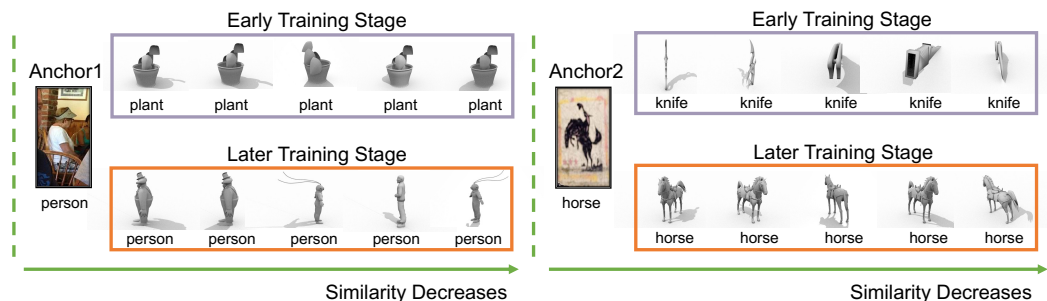 Early Training Stage
Anchor1
plant plant plant plant plant
Later Training Stage
person
person person person person person
Similarity Decreases
Early Training Stage
Anchor2
knife knife knife knife knife
Later Training Stage
horse
horse horse horse horse horse
Similarity Decreases